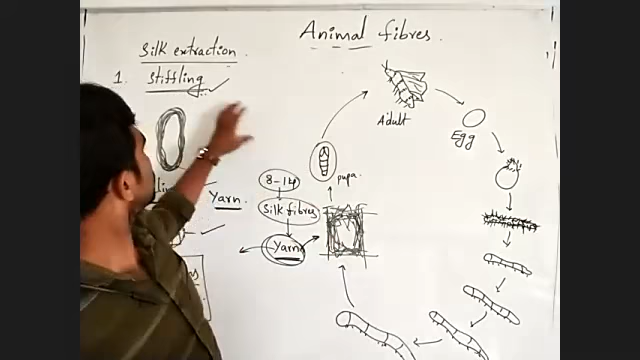 Animal fibres.
Silk extraction
1. Stiffling
Adult
Egg
pupa.
8-14
Silk fibres
Yarn
Yarn